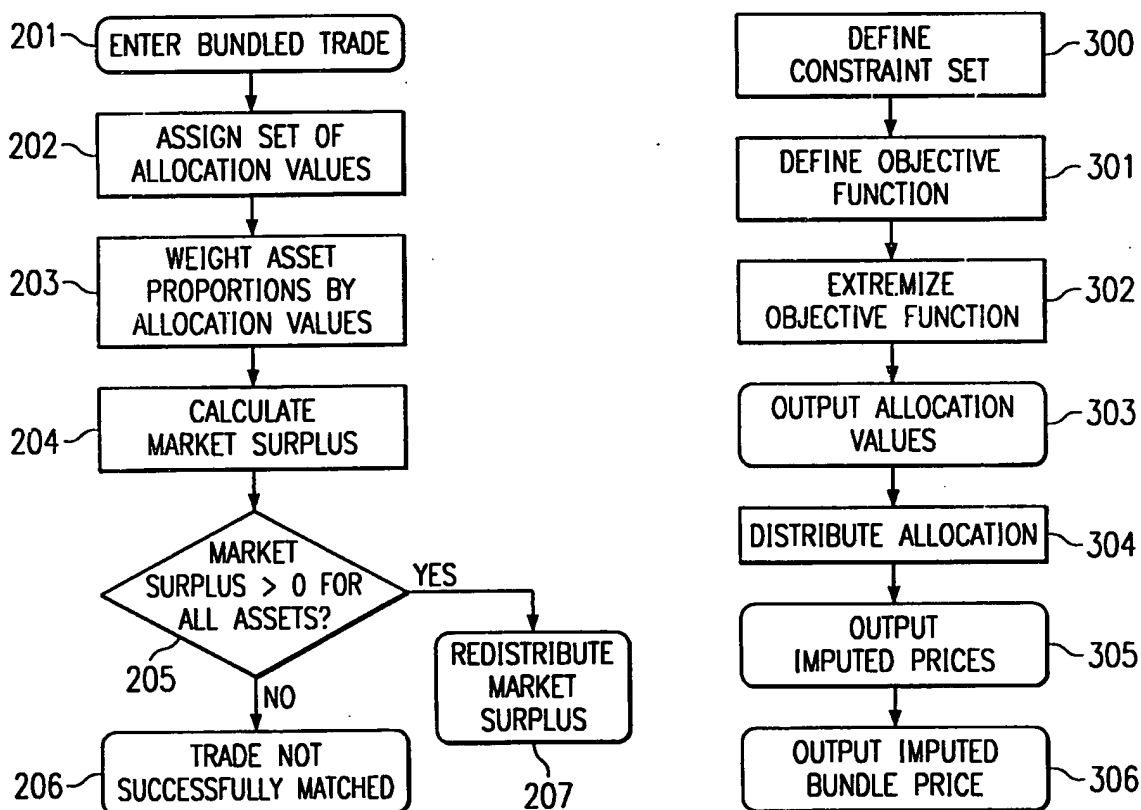 201
ENTER BUNDLED TRADE
202
ASSIGN SET OF
ALLOCATION VALUES
203
WEIGHT ASSET
PROPORTIONS BY
ALLOCATION VALUES
204
CALCULATE
MARKET SURPLUS
MARKET
SURPLUS > 0 FOR
ALL ASSETS?
205
YES
NO
REDISTRIBUTE
MARKET
SURPLUS
207
206
TRADE NOT
SUCCESSFULLY MATCHED
DEFINE
CONSTRAINT SET
300
DEFINE OBJECTIVE
FUNCTION
301
EXTREMIZE
OBJECTIVE FUNCTION
302
OUTPUT ALLOCATION
VALUES
303
DISTRIBUTE ALLOCATION
304
OUTPUT
IMPUTED PRICES
305
OUTPUT IMPUTED
BUNDLE PRICE
306